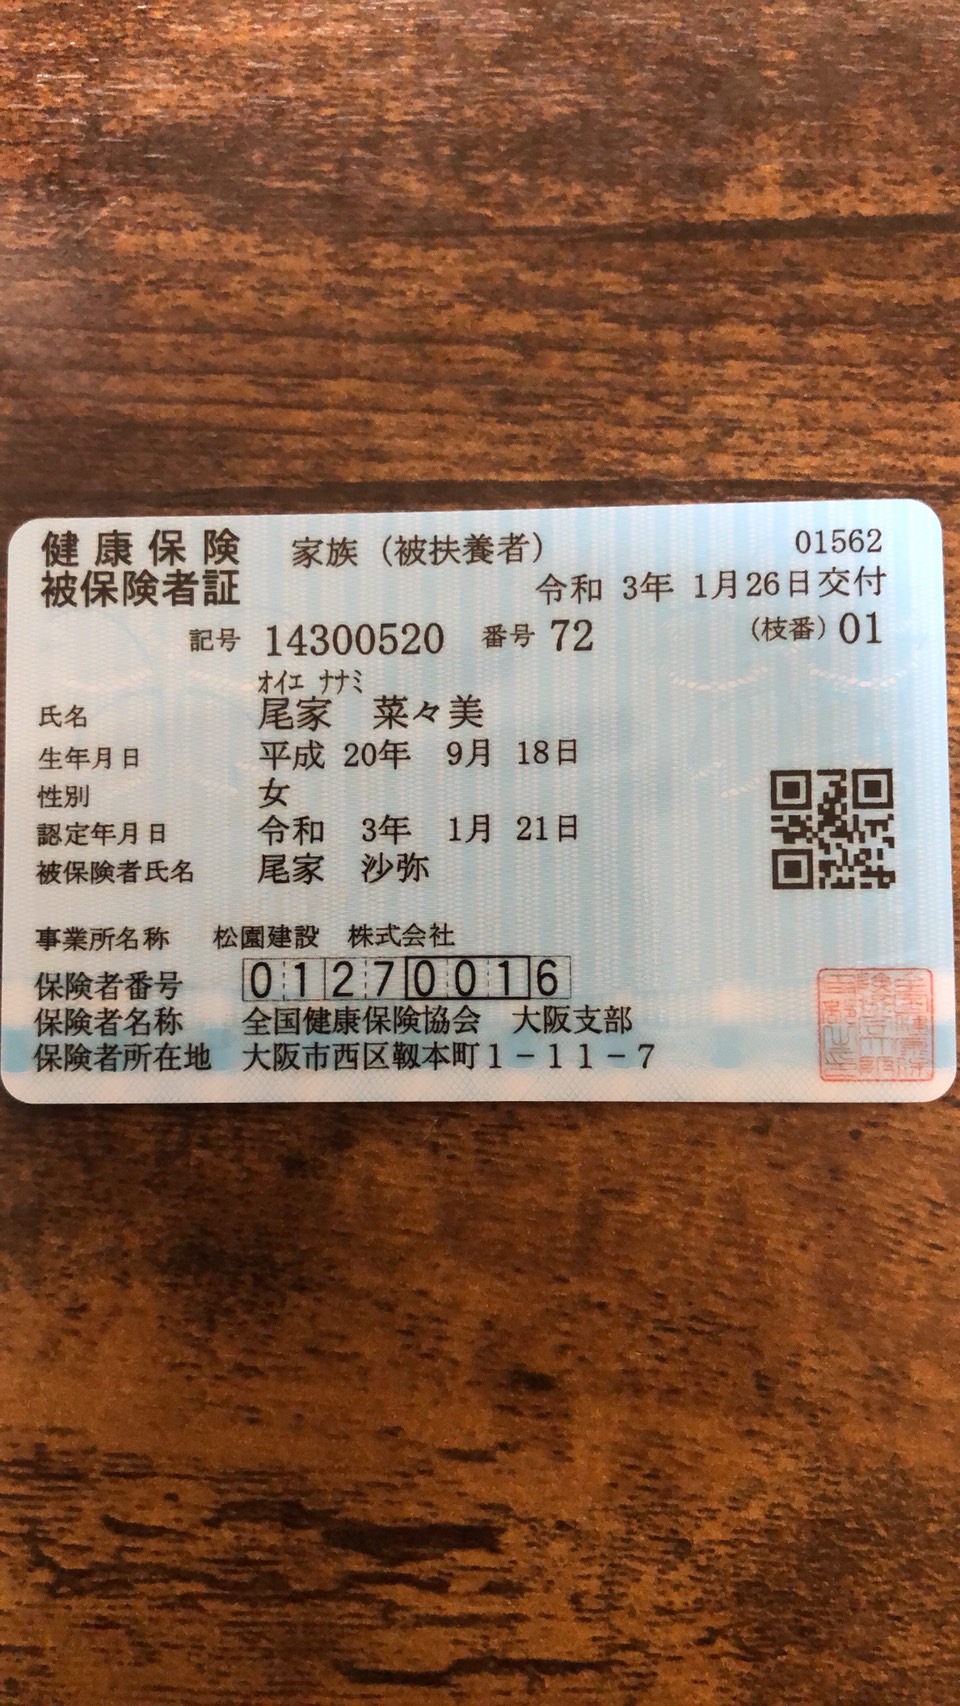 健康保険 家族（被扶養者） 01562
被保険者証 令和 3年 1月26日交付
記号 14300520 番号 72 （枝番）01
オイエ ナナミ
氏名 尾家 菜々美
生年月日 平成 20年 9月 18日
性別 女
認定年月日 令和 3年 1月 21日
被保険者氏名 尾家 沙弥
事業所名称 松園建設 株式会社
保険者番号 01270016
保険者名称 全国健康保険協会 大阪支部
保険者所在地 大阪市西区靱本町１－１１－７